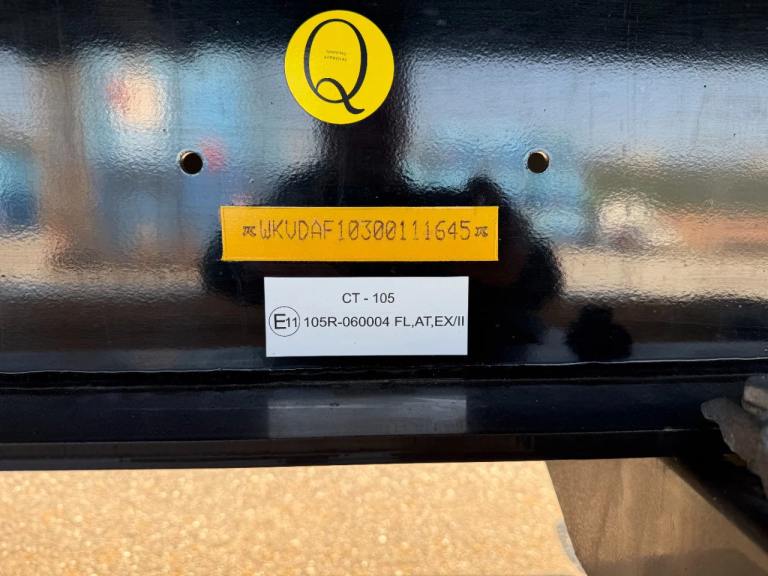 Q
WKVDAF10300111645
CT - 105
E11 105R-060004 FL,AT,EX/II